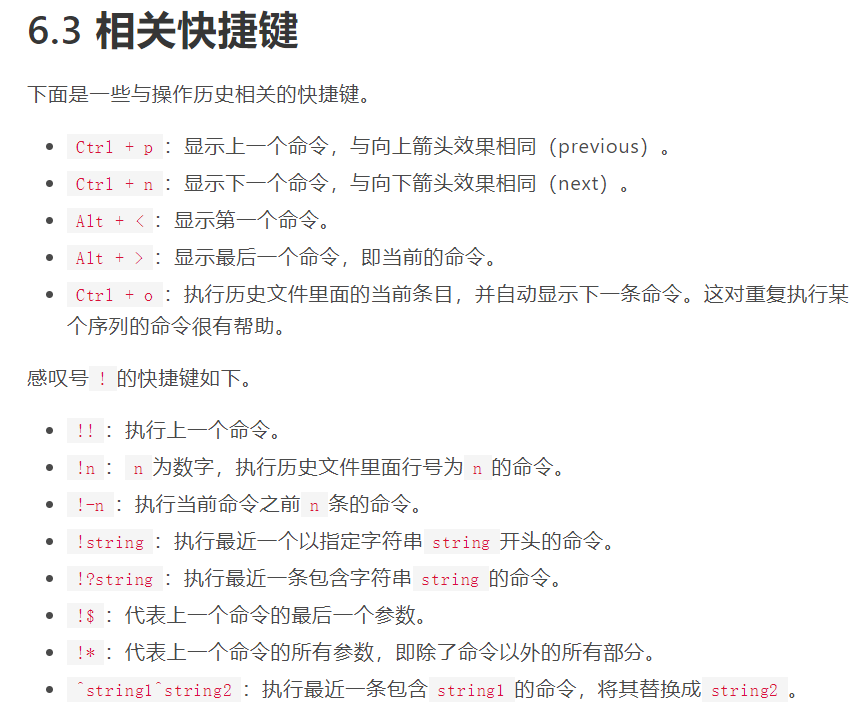 6.3 相关快捷键
下面是一些与操作历史相关的快捷键。
Ctrl + p：显示上一个命令，与向上箭头效果相同（previous）。
Ctrl + n：显示下一个命令，与向下箭头效果相同（next）。
Alt + <：显示第一个命令。
Alt + >：显示最后一个命令，即当前的命令。
Ctrl + o：执行历史文件里面的当前条目，并自动显示下一条命令。这对重复执行某
个序列的命令很有帮助。
感叹号 ! 的快捷键如下。
!!：执行上一个命令。
!n：n为数字，执行历史文件里面行号为 n 的命令。
!-n：执行当前命令之前 n 条的命令。
!string：执行最近一个以指定字符串 string 开头的命令。
!?string：执行最近一条包含字符串 string 的命令。
!$：代表上一个命令的最后一个参数。
!*：代表上一个命令的所有参数，即除了命令以外的所有部分。
^string1^string2：执行最近一条包含 string1 的命令，将其替换成 string2。